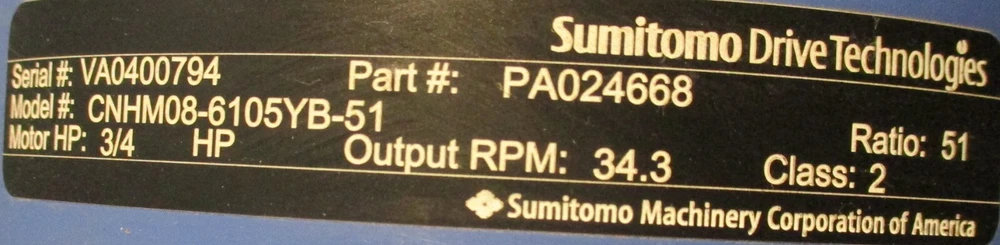 Sumitomo Drive Technologies
Serial #: VA0400794 Part #: PA024668
Model #: CNHM08-6105YB-51
Motor HP: 3/4 HP Output RPM: 34.3 Ratio: 51
Class: 2
Sumitomo Machinery Corporation of America